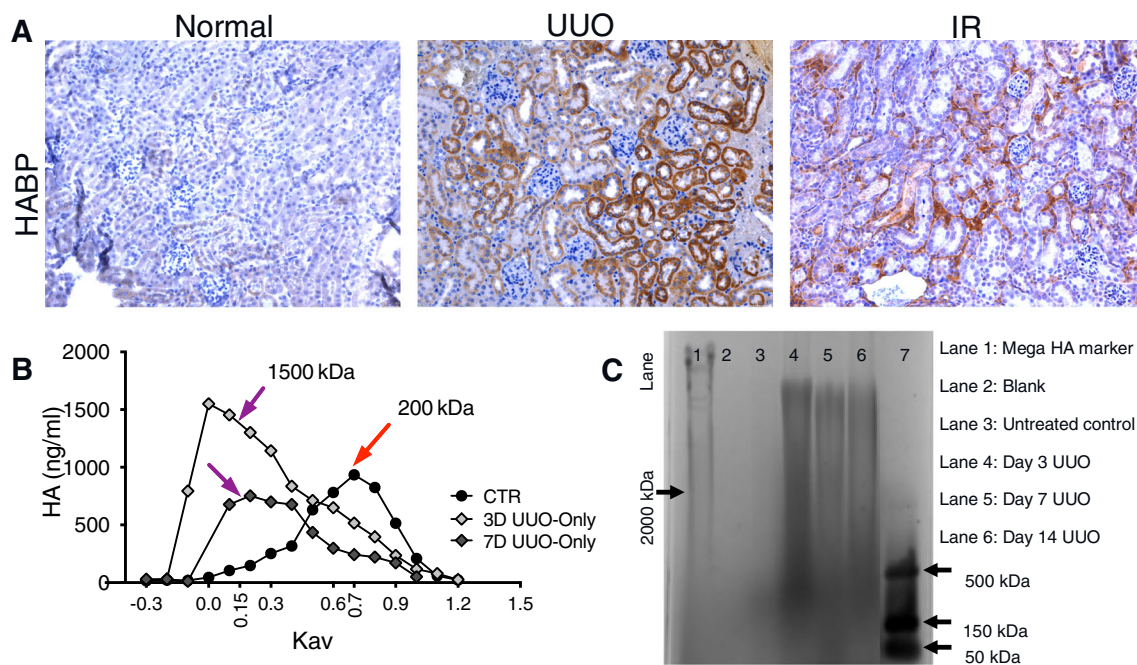 A
Normal
UUO
IR
HABP
B
HA (ng/ml)
2000
1500
1000
500
0
1500 kDa
200 kDa
CTR
3D UUO-Only
7D UUO-Only
-0.3
0.0
0.15
0.3
0.6
0.7
0.9
1.2
1.5
Kav
C
Lane
1 2 3 4 5 6 7
2000 kDa
Lane 1: Mega HA marker
Lane 2: Blank
Lane 3: Untreated control
Lane 4: Day 3 UUO
Lane 5: Day 7 UUO
Lane 6: Day 14 UUO
500 kDa
150 kDa
50 kDa